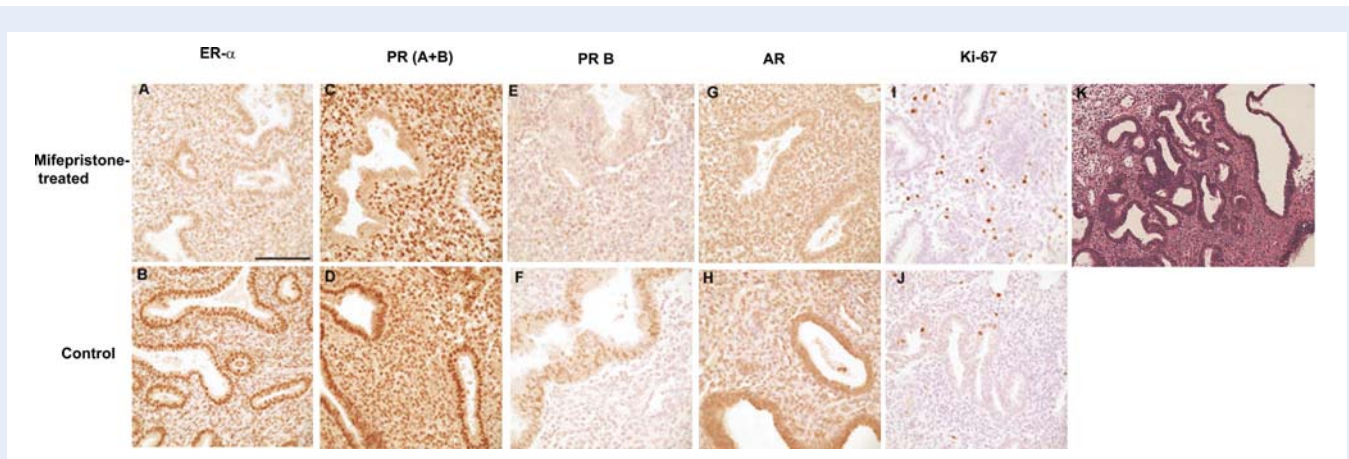 ER-α PR (A+B) PR B AR Ki-67
A C E G I K
Mifepristone-
treated
B D F H J
Control